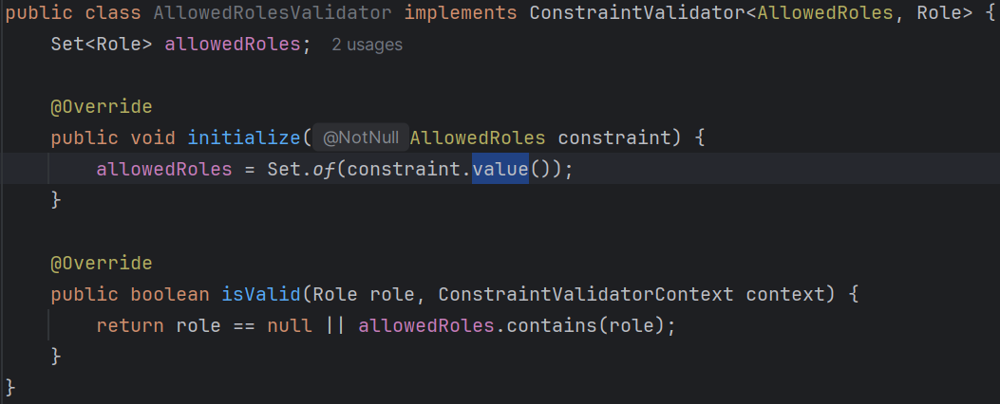 public class AllowedRolesValidator implements ConstraintValidator<AllowedRoles, Role> {
    Set<Role> allowedRoles;  2 usages

    @Override
    public void initialize( @NotNull AllowedRoles constraint) {
        allowedRoles = Set.of(constraint.value());
    }

    @Override
    public boolean isValid(Role role, ConstraintValidatorContext context) {
        return role == null || allowedRoles.contains(role);
    }
}